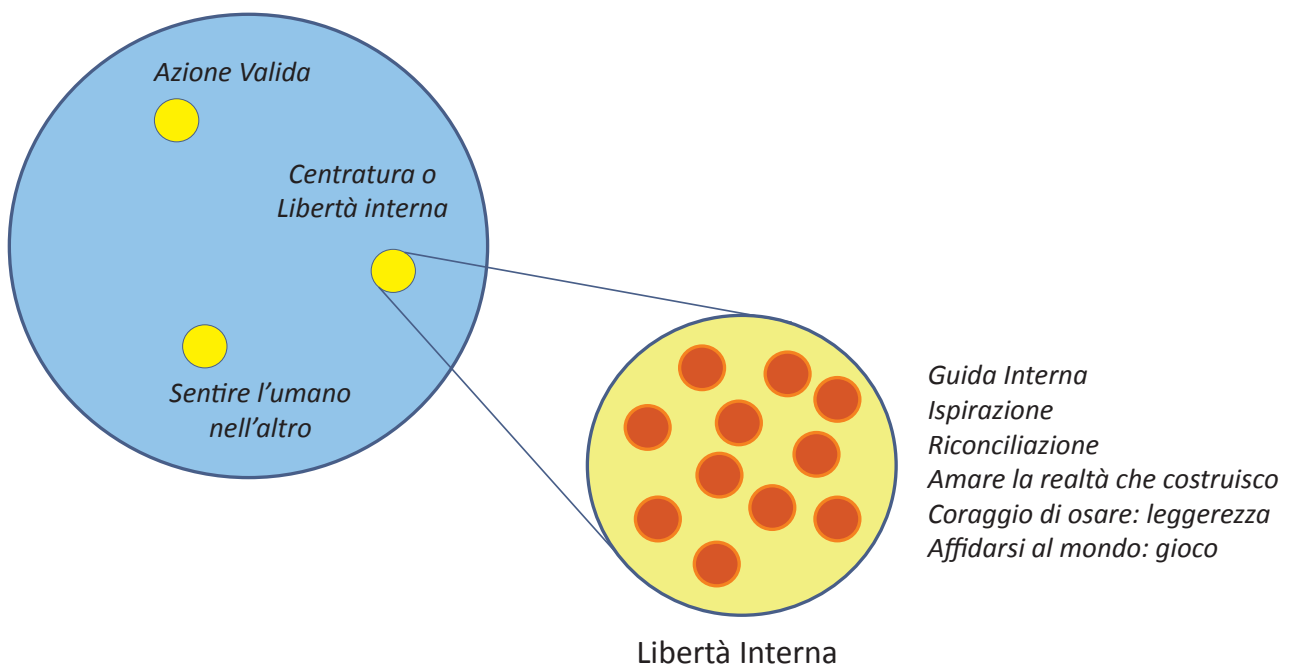 Azione Valida
Centratura o
Libertà interna
Sentire l'umano
nell'altro
Guida Interna
Ispirazione
Riconciliazione
Amare la realtà che costruisco
Coraggio di osare: leggerezza
Affidarsi al mondo: gioco
Libertà Interna